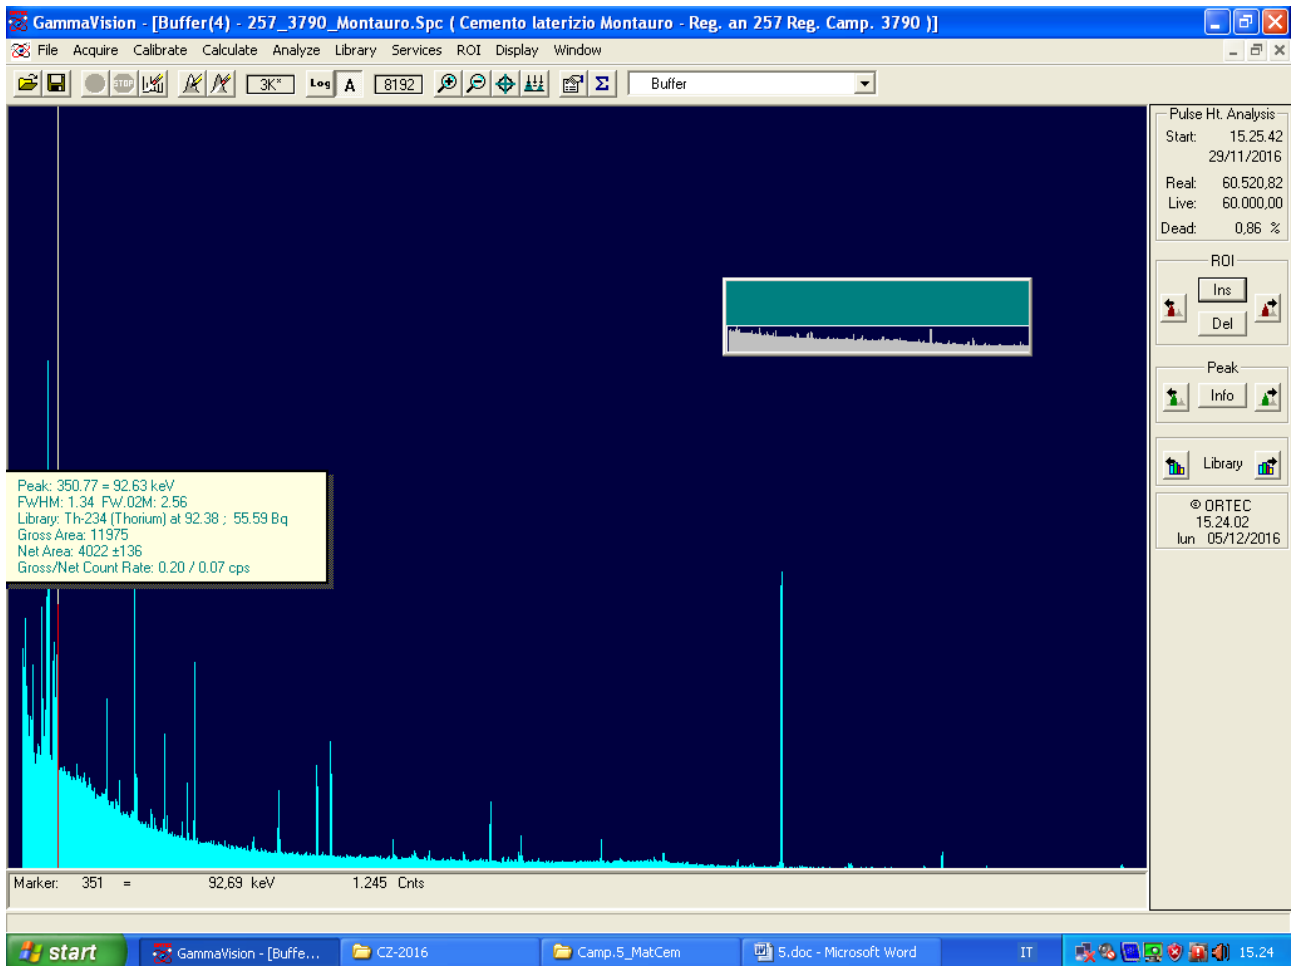 GammaVision - [Buffer(4) - 257_3790_Montauro.Spc ( Cemento laterizio Montauro - Reg. an 257 Reg. Camp. 3790 )]
File Acquire Calibrate Calculate Analyze Library Services ROI Display Window
STOP 3K* Log A 8192 Σ Buffer
Pulse Ht. Analysis
Start: 15.25.42
29/11/2016
Real: 60.520,82
Live: 60.000,00
Dead: 0,86 %
ROI
Ins
Del
Peak
Info
Library
© ORTEC
15.24.02
lun 05/12/2016
Peak: 350.77 = 92.63 keV
FWHM: 1.34 FW.02M: 2.56
Library: Th-234 (Thorium) at 92.38 ; 55.59 Bq
Gross Area: 11975
Net Area: 4022 ±136
Gross/Net Count Rate: 0.20 / 0.07 cps
Marker: 351 = 92,69 keV 1.245 Cnts
start GammaVision - [Buffe... CZ-2016 Camp.5_MatCem 5.doc - Microsoft Word IT 15.24